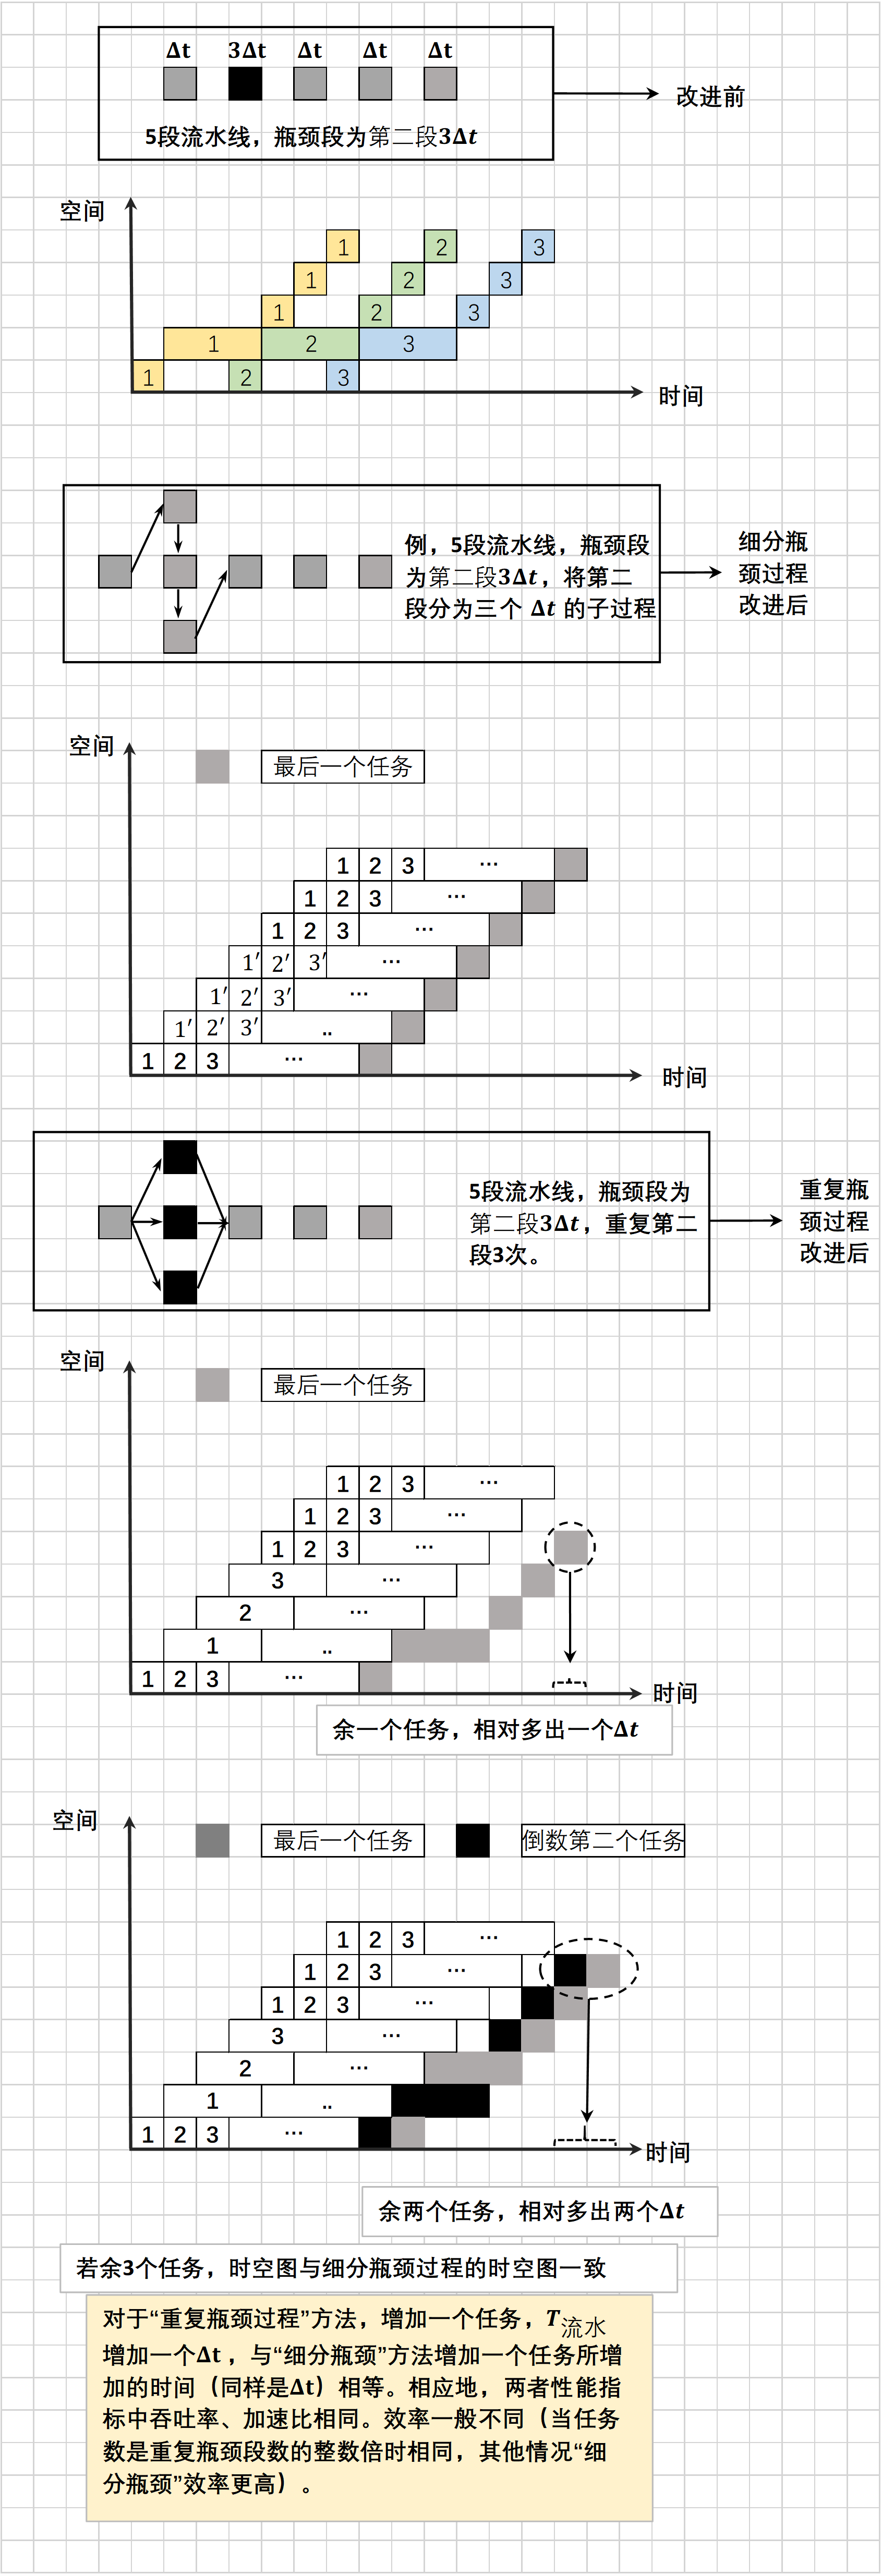 Δt 3Δt Δt Δt Δt
5段流水线，瓶颈段为第二段3Δt
改进前
空间
1 2 3
1 2 3
1 2 3
1 2 3
1 2 3
时间
例，5段流水线，瓶颈段
为第二段3Δt，将第二
段分为三个 Δt 的子过程
细分瓶
颈过程
改进后
空间
最后一个任务
1 2 3 ...
1 2 3 ...
1 2 3 ...
1′ 2′ 3′ ...
1′ 2′ 3′ ...
1′ 2′ 3′ ..
1 2 3 ...
时间
5段流水线，瓶颈段为
第二段3Δt，重复第二
段3次。
重复瓶
颈过程
改进后
空间
最后一个任务
1 2 3 ...
1 2 3 ...
1 2 3 ...
3 ...
2 ...
1 ..
1 2 3 ...
时间
余一个任务，相对多出一个Δt
空间
最后一个任务 倒数第二个任务
1 2 3 ...
1 2 3 ...
1 2 3 ...
3 ...
2 ...
1 ..
1 2 3 ...
时间
余两个任务，相对多出两个Δt
若余3个任务，时空图与细分瓶颈过程的时空图一致
对于“重复瓶颈过程”方法，增加一个任务，T流水
增加一个Δt，与“细分瓶颈”方法增加一个任务所增
加的时间（同样是Δt）相等。相应地，两者性能指
标中吞吐率、加速比相同。效率一般不同（当任务
数是重复瓶颈段数的整数倍时相同，其他情况“细
分瓶颈”效率更高）。